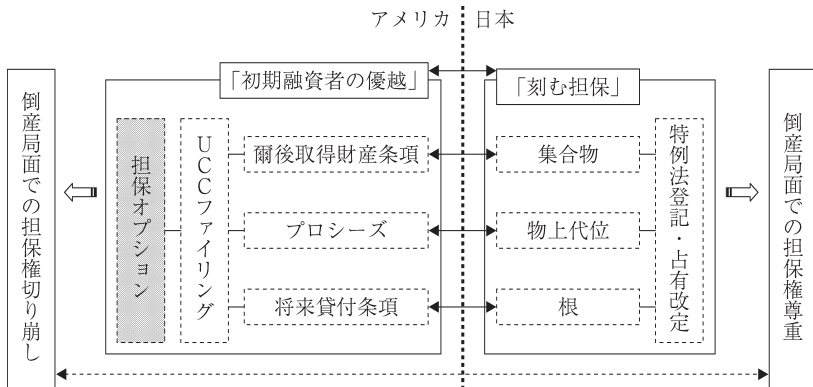 アメリカ
日本
「初期融資者の優越」
「刻む担保」
倒産局面での担保権切り崩し
担保オプション
UCCファイリング
爾後取得財産条項
プロシーズ
将来貸付条項
集合物
物上代位
根
特例法登記・占有改定
倒産局面での担保権尊重